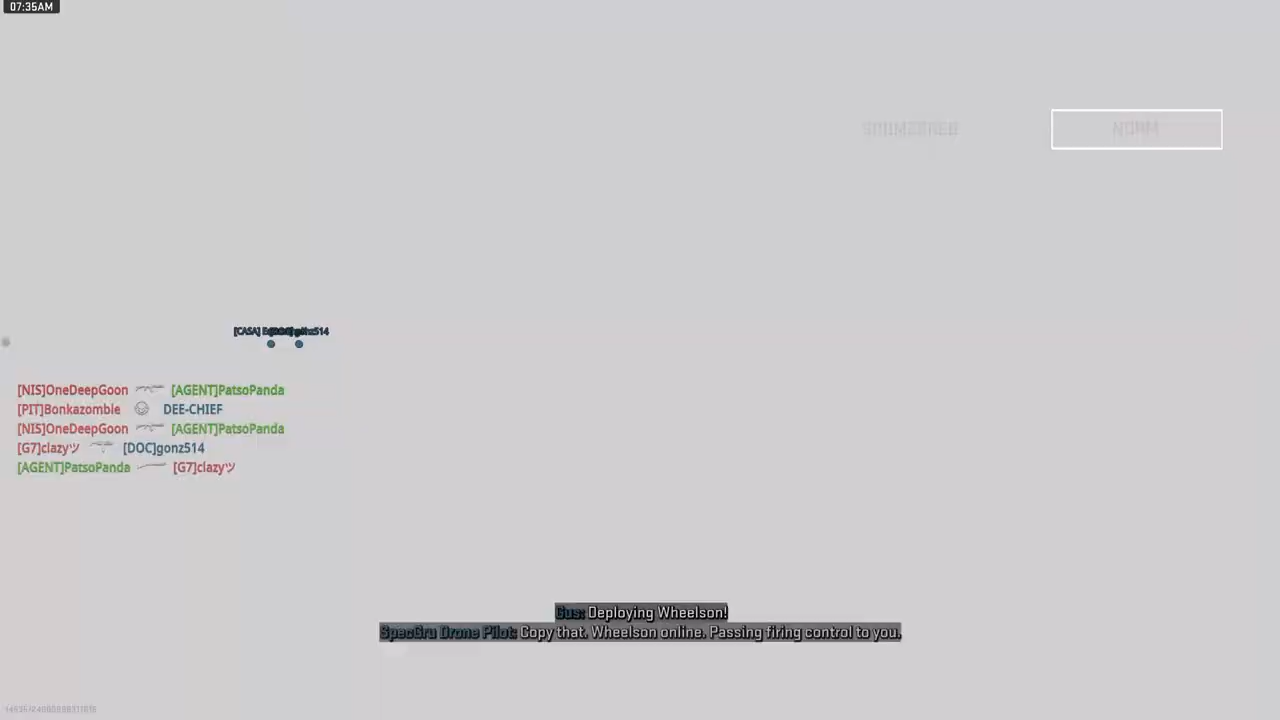 07:35AM
NORM
[NIS]OneDeepGoon [AGENT]PatsoPanda
[PIT]Bonkazombie DEE-CHIEF
[NIS]OneDeepGoon [AGENT]PatsoPanda
[G7]clazyツ [DOC]gonz514
[AGENT]PatsoPanda [G7]clazyツ
Gus: Deploying Wheelson!
SpecGru Drone Pilot: Copy that. Wheelson online. Passing firing control to you.